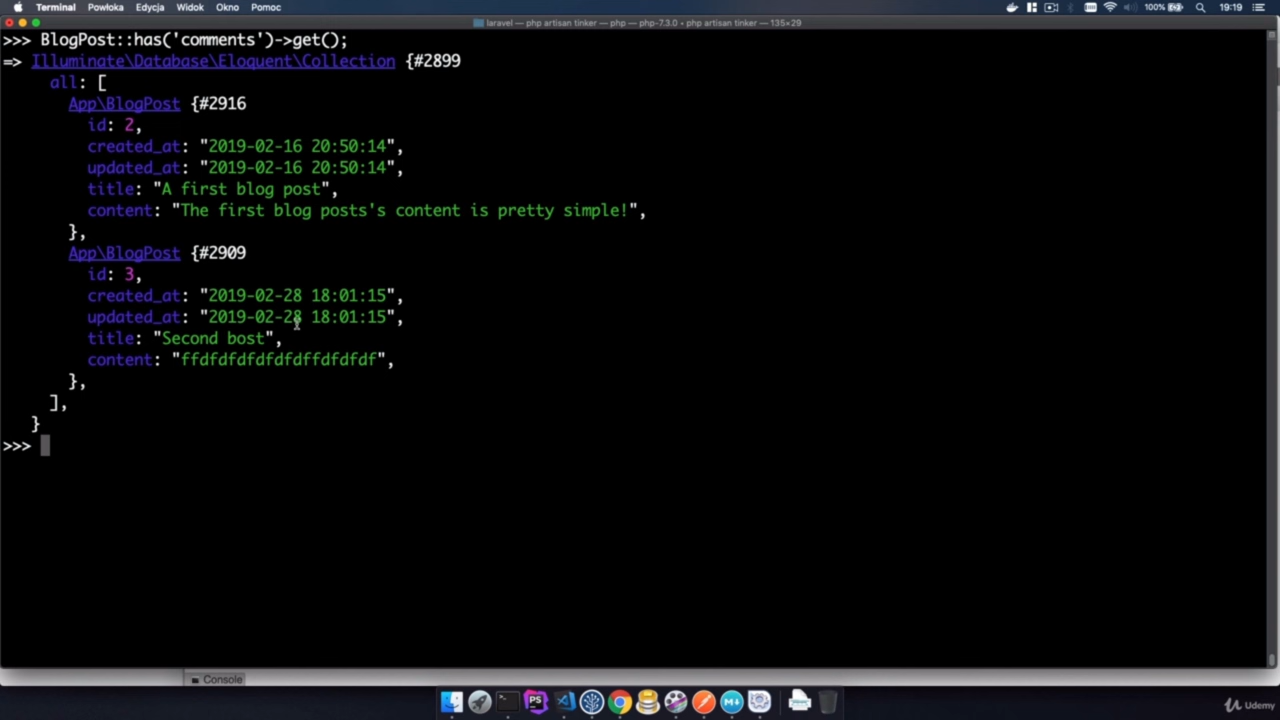 Terminal Powłoka Edycja Widok Okno Pomoc 100% 19:19
laravel — php artisan tinker — php — php-7.3.0 • php artisan tinker — 135×29
>>> BlogPost::has('comments')->get();
=> Illuminate\Database\Eloquent\Collection {#2899
all: [
App\BlogPost {#2916
id: 2,
created_at: "2019-02-16 20:50:14",
updated_at: "2019-02-16 20:50:14",
title: "A first blog post",
content: "The first blog posts's content is pretty simple!",
},
App\BlogPost {#2909
id: 3,
created_at: "2019-02-28 18:01:15",
updated_at: "2019-02-28 18:01:15",
title: "Second bost",
content: "ffdfdfdfdfdfdffdfdfdf",
},
],
}
>>>
Console
PS
M↓
Udemy